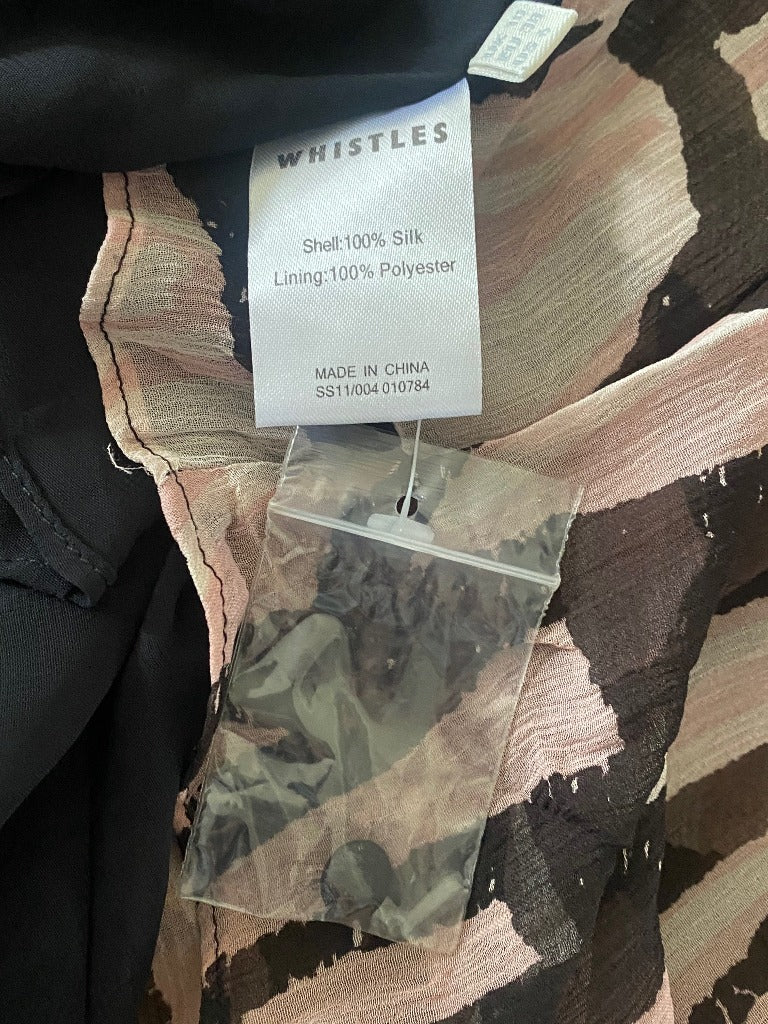 WHISTLES
Shell:100% Silk
Lining:100% Polyester
MADE IN CHINA
SS11/004 010784